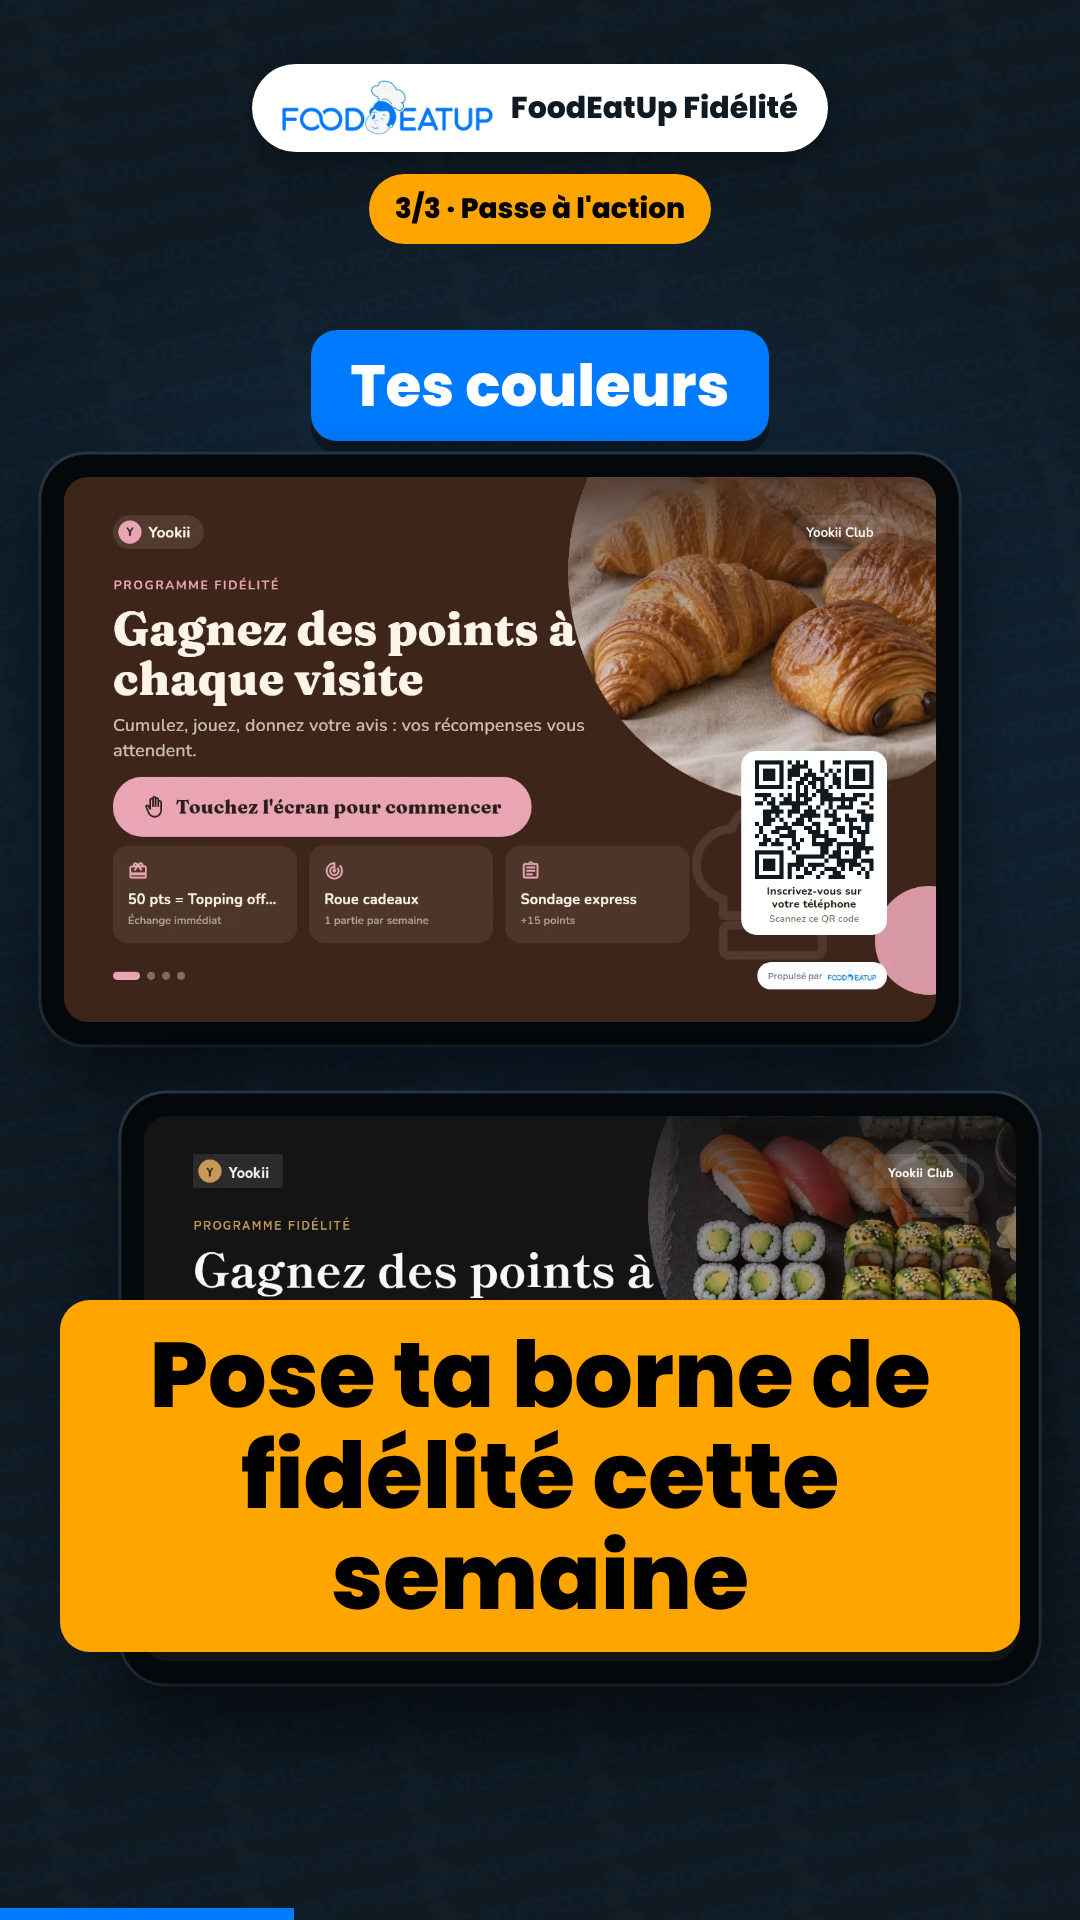 FOODEATUP FoodEatUp Fidélité
3/3 · Passe à l'action
Tes couleurs
Y Yookii
Yookii Club
PROGRAMME FIDÉLITÉ
Gagnez des points à
chaque visite
Cumulez, jouez, donnez votre avis : vos récompenses vous
attendent.
Touchez l'écran pour commencer
50 pts = Topping off...
Échange immédiat
Roue cadeaux
1 partie par semaine
Sondage express
+15 points
Inscrivez-vous sur
votre téléphone
Scannez ce QR code
Propulsé par FOODEATUP
Y Yookii
Yookii Club
PROGRAMME FIDÉLITÉ
Gagnez des points à
Pose ta borne de
fidélité cette
semaine